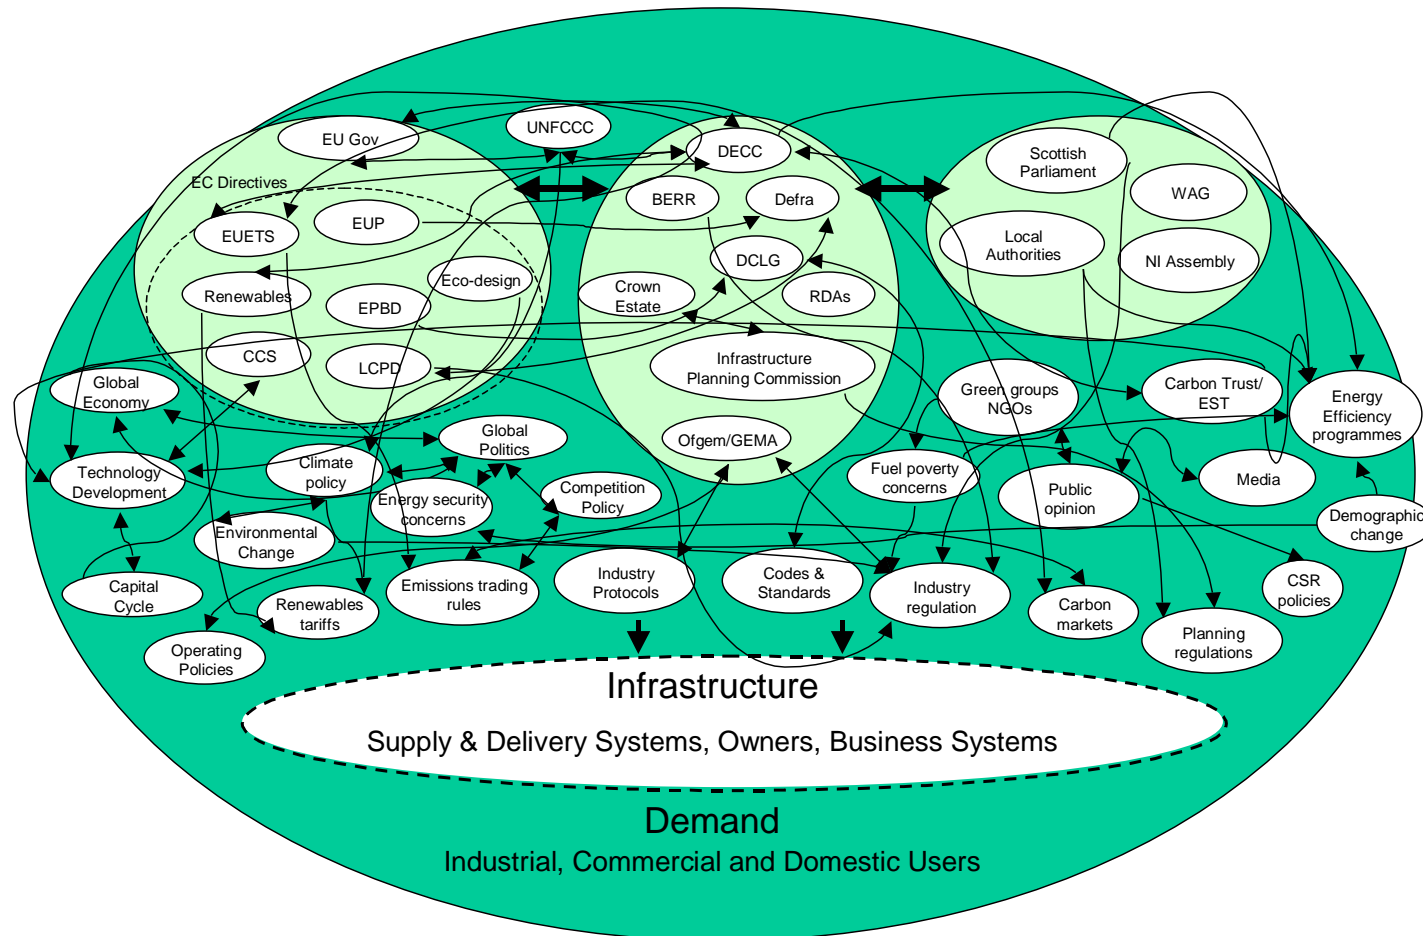 EU Gov
UNFCCC
DECC
Scottish
Parliament
WAG
EC Directives
BERR
Defra
EUP
EUETS
Local
Authorities
NI Assembly
DCLG
Eco-design
Renewables
EPBD
Crown
Estate
RDAs
CCS
LCPD
Infrastructure
Planning Commission
Global
Economy
Green groups
NGOs
Carbon Trust/
EST
Energy
Efficiency
programmes
Global
Politics
Ofgem/GEMA
Technology
Development
Climate
policy
Fuel poverty
concerns
Public
opinion
Media
Energy security
concerns
Competition
Policy
Demographic
change
Environmental
Change
Capital
Cycle
Renewables
tariffs
Emissions trading
rules
Industry
Protocols
Codes &
Standards
Industry
regulation
Carbon
markets
CSR
policies
Operating
Policies
Planning
regulations
Infrastructure
Supply & Delivery Systems, Owners, Business Systems
Demand
Industrial, Commercial and Domestic Users